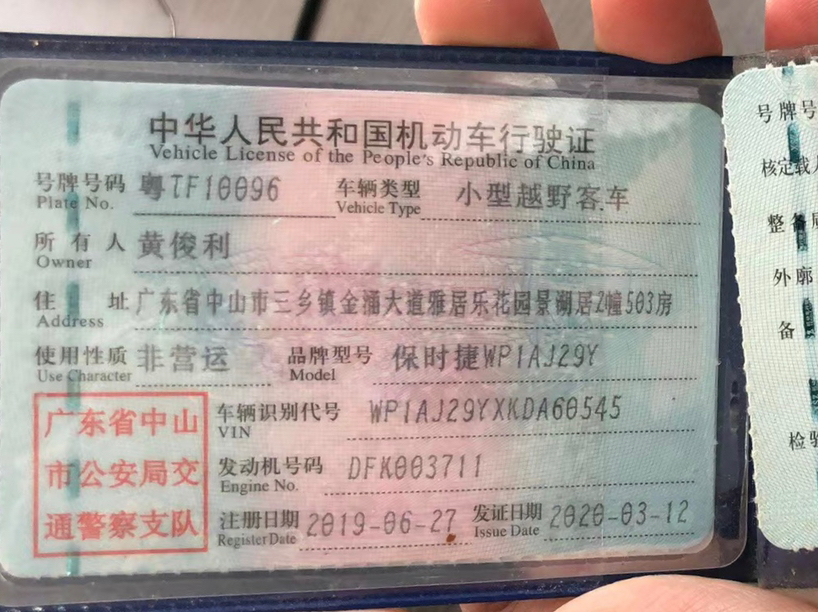 中华人民共和国机动车行驶证
Vehicle License of the People's Republic of China
号牌号码 粤TF10096 车辆类型 小型越野客车
Plate No. Vehicle Type
所有人 黄俊利
Owner
住址 广东省中山市三乡镇金涌大道雅居乐花园景湖居2幢503房
Address
使用性质 非营运 品牌型号 保时捷WP1AJ29Y
Use Character Model
广东省中山
市公安局交
通警察支队
车辆识别代号 WP1AJ29YXKDA60545
VIN
发动机号码 DFK003711
Engine No.
注册日期 2019-06-27 发证日期 2020-03-12
Register Date Issue Date
号牌号
核定载
整备
外廓
备
检验